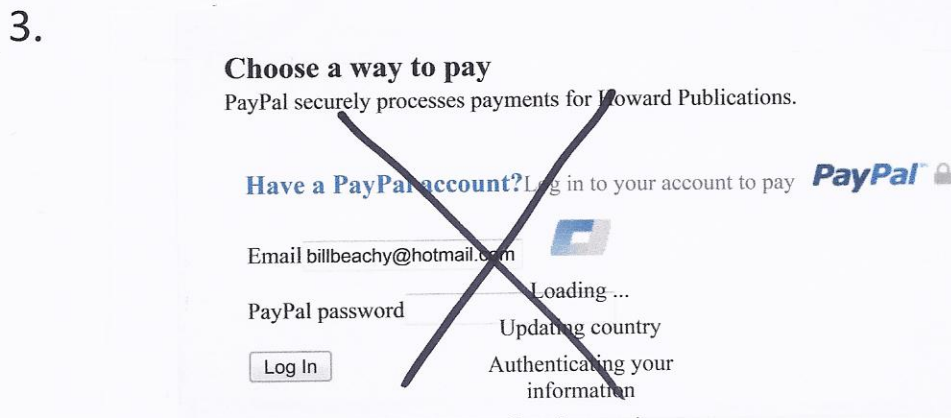 3.
Choose a way to pay
PayPal securely processes payments for Howard Publications.
Have a PayPal account? Log in to your account to pay PayPal™
Email billbeachy@hotmail.com
Loading ...
PayPal password
Updating country
Log In
Authenticating your
information